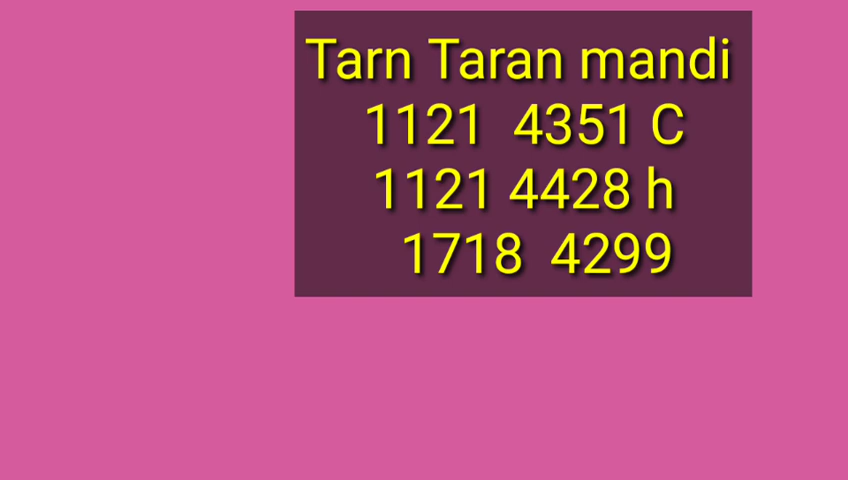 Tarn Taran mandi
1121 4351 C
1121 4428 h
1718 4299